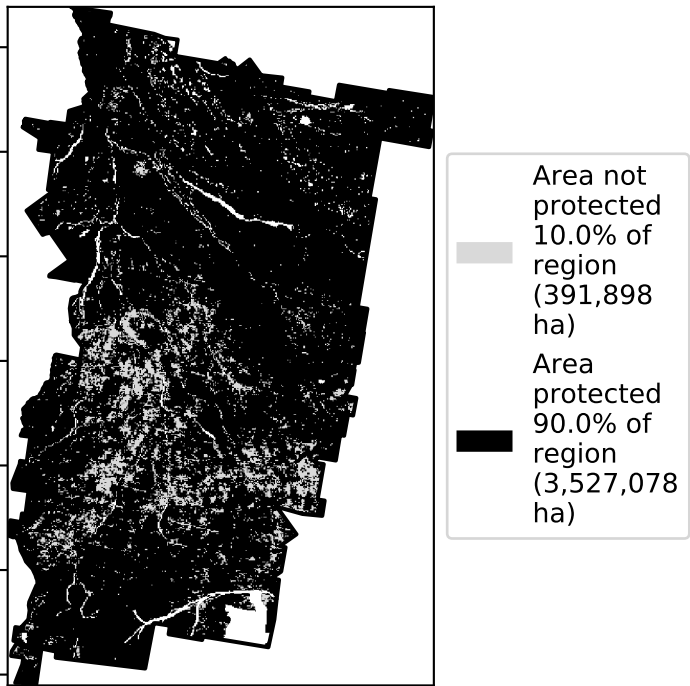 Area not
protected
10.0% of
region
(391,898
ha)
Area
protected
90.0% of
region
(3,527,078
ha)